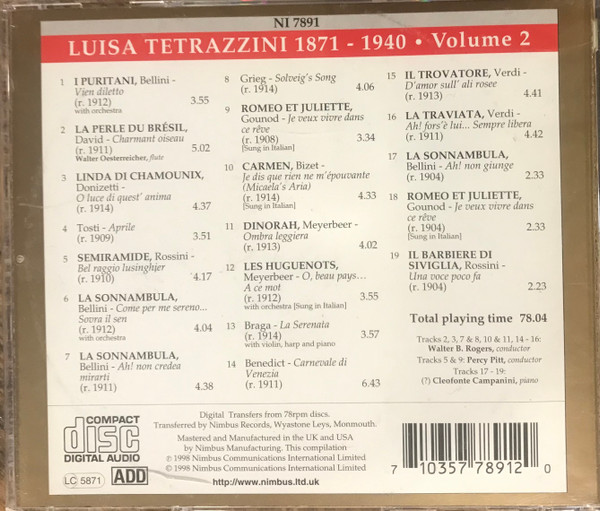 NI 7891
LUISA TETRAZZINI 1871 - 1940 • Volume 2
1 I PURITANI, Bellini -
Vien diletto
(r. 1912) 3.55
with orchestra
2 LA PERLE DU BRÉSIL,
David - Charmant oiseau
(r. 1911) 5.02
Walter Oesterreicher, flute
3 LINDA DI CHAMOUNIX,
Donizetti -
O luce di quest' anima
(r. 1914) 4.37
4 Tosti - Aprile
(r. 1909) 3.51
5 SEMIRAMIDE, Rossini -
Bel raggio lusinghier
(r. 1910) 4.17
6 LA SONNAMBULA,
Bellini - Come per me sereno...
Sovra il sen
(r. 1912) 4.04
with orchestra
7 LA SONNAMBULA,
Bellini - Ah! non credea
mirarti
(r. 1911) 4.38
8 Grieg - Solveig's Song
(r. 1914) 4.06
9 ROMEO ET JULIETTE,
Gounod - Je veux vivre dans
ce rêve
(r. 1908) 3.34
[Sung in Italian]
10 CARMEN, Bizet -
Je dis que rien ne m'épouvante
(Micaela's Aria)
(r. 1914) 4.33
[Sung in Italian]
11 DINORAH, Meyerbeer -
Ombra leggiera
(r. 1913) 4.02
12 LES HUGUENOTS,
Meyerbeer - O, beau pays...
A ce mot
(r. 1912) 3.55
with orchestra [Sung in Italian]
13 Braga - La Serenata
(r. 1914) 3.57
with violin, harp and piano
14 Benedict - Carnevale di
Venezia
(r. 1911) 6.43
15 IL TROVATORE, Verdi -
D'amor sull' ali rosee
(r. 1913) 4.41
16 LA TRAVIATA, Verdi -
Ah! fors'è lui... Sempre libera
(r. 1911) 4.42
17 LA SONNAMBULA,
Bellini - Ah! non giunge
(r. 1904) 2.33
18 ROMEO ET JULIETTE,
Gounod - Je veux vivre dans
ce rêve
(r. 1904) 2.33
[Sung in Italian]
19 IL BARBIERE DI
SIVIGLIA, Rossini -
Una voce poco fa
(r. 1904) 2.23
Total playing time 78.04
Tracks 2, 3, 7 & 8, 10 & 11, 14 - 16:
Walter B. Rogers, conductor
Tracks 5 & 9: Percy Pitt, conductor
Tracks 17 - 19:
(?) Cleofonte Campanini, piano
COMPACT
disc
DIGITAL AUDIO
LC 5871
ADD
Digital Transfers from 78rpm discs.
Transferred by Nimbus Records, Wyastone Leys, Monmouth.
Mastered and Manufactured in the UK and USA
by Nimbus Manufacturing. This compilation
℗ 1998 Nimbus Communications International Limited
© 1998 Nimbus Communications International Limited
http://www.nimbus.ltd.uk
7 10357 78912 0